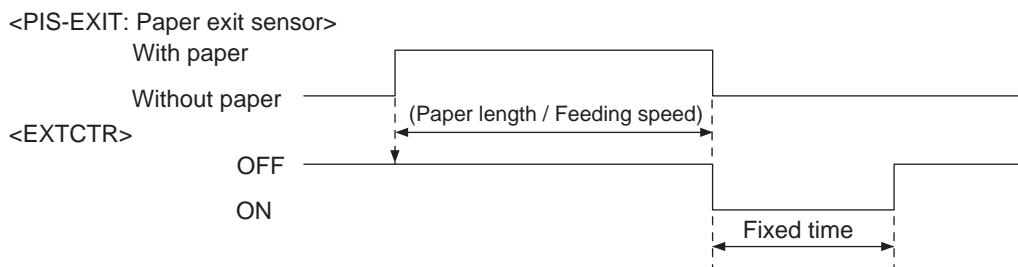 <PIS-EXIT: Paper exit sensor>
With paper
Without paper
(Paper length / Feeding speed)
<EXTCTR>
OFF
ON
Fixed time